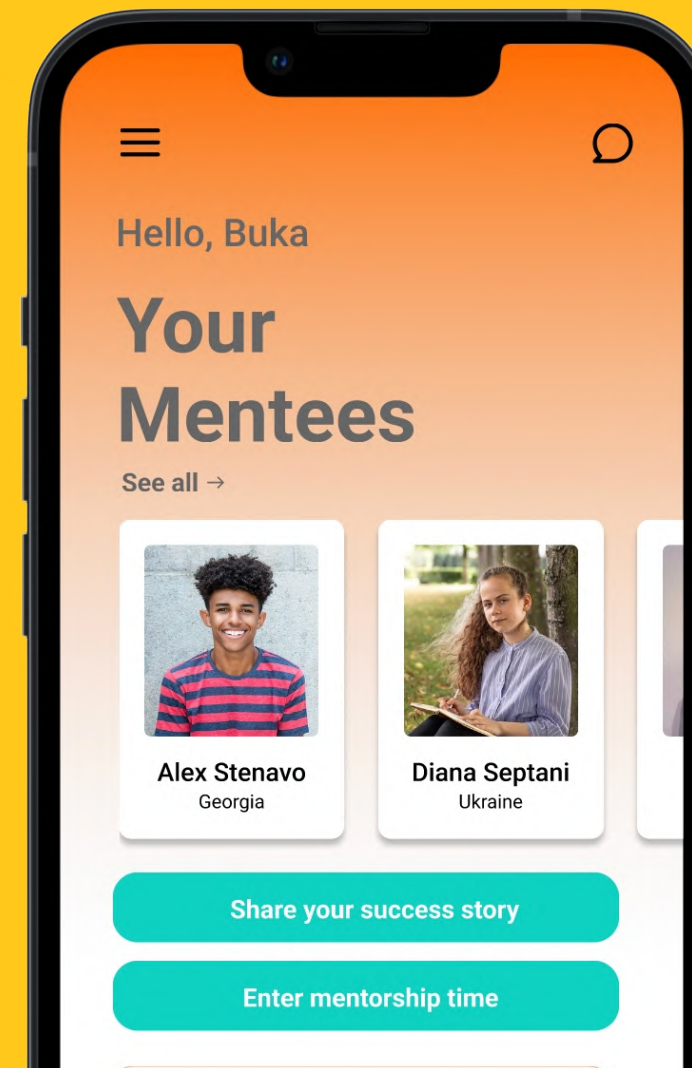 Hello, Buka
Your
Mentees
See all →
Alex Stenavo
Georgia
Diana Septani
Ukraine
Share your success story
Enter mentorship time